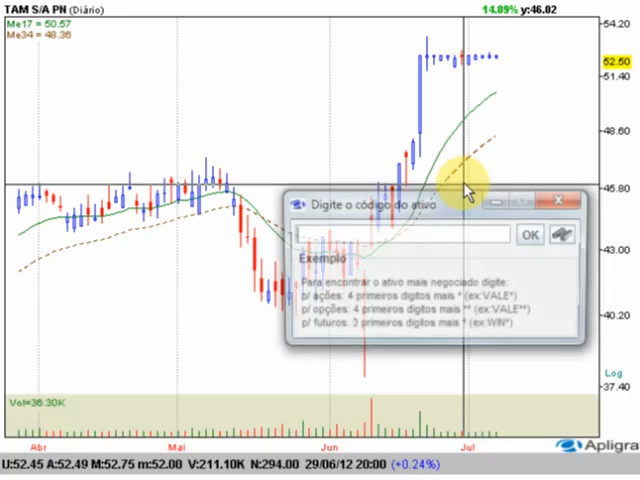 TAM S/A PN (Diário)
14.09% y:46.02
Me17 = 50.57
Me34 = 48.36
54.20
52.50
51.40
48.60
45.80
43.00
40.20
Log
37.40
Digite o código do ativo
OK
Exemplo
Para encontrar o ativo mais negociado digite:
p/ ações: 4 primeiros digitos mais * (ex:VALE*)
p/ opções: 4 primeiros digitos mais ** (ex:VALE**)
p/ futuros: 3 primeiros digitos mais * (ex:WIN*)
Vol=36.30K
Abr Mai Jun Jul
Apligra
U:52.45 A:52.49 M:52.75 m:52.00 V:211.10K N:294.00 29/06/12 20:00 (+0.24%)